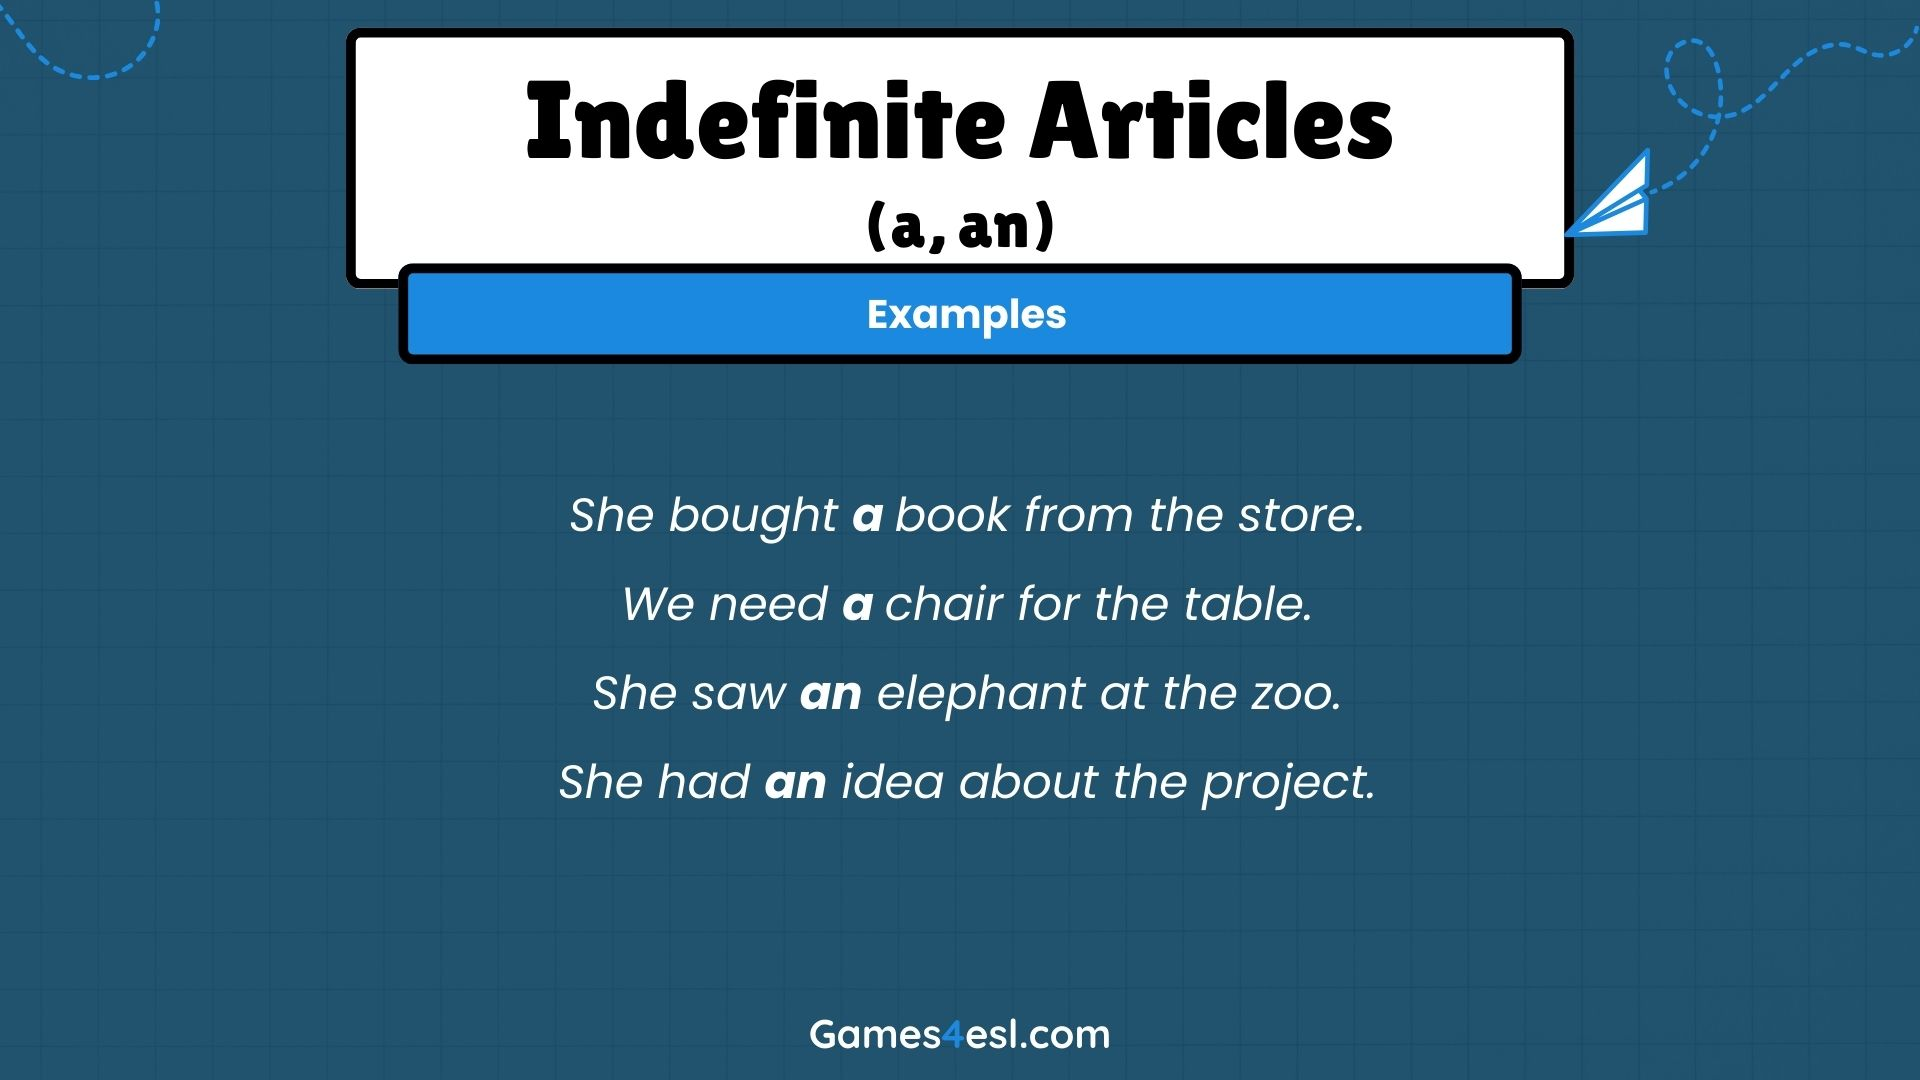 Indefinite Articles
(a, an)
Examples
She bought a book from the store.
We need a chair for the table.
She saw an elephant at the zoo.
She had an idea about the project.
Games4esl.com